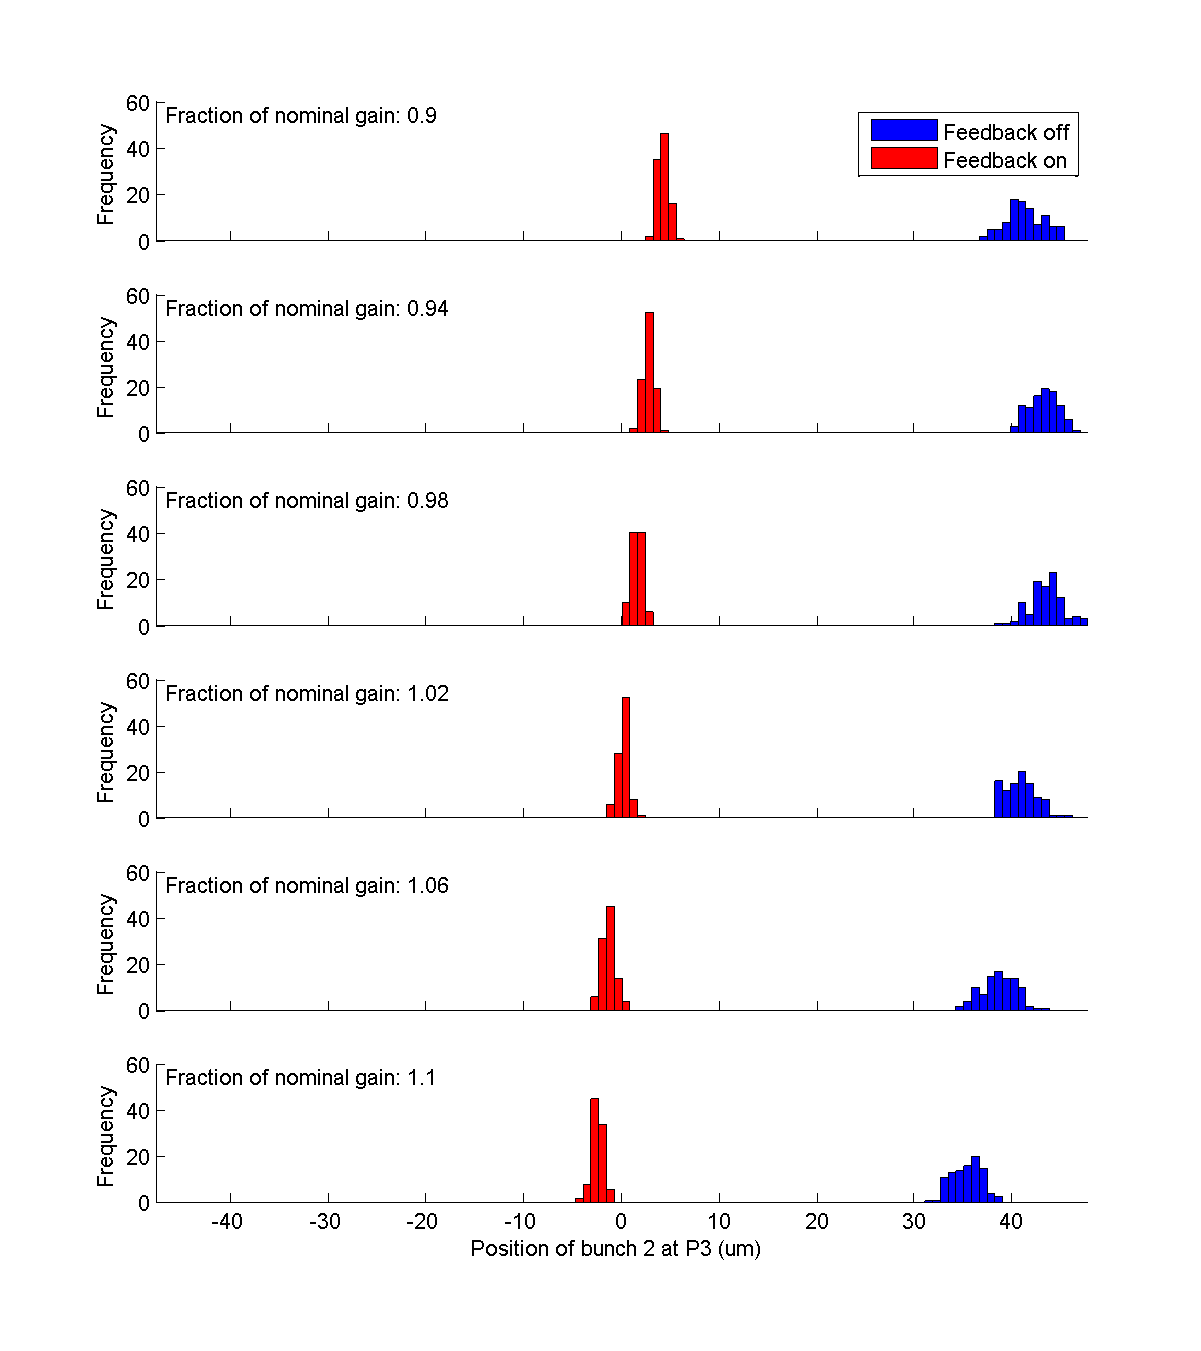 60
Fraction of nominal gain: 0.9
40
20
0
Frequency
Feedback off
Feedback on
60
Fraction of nominal gain: 0.94
40
20
0
Frequency
60
Fraction of nominal gain: 0.98
40
20
0
Frequency
60
Fraction of nominal gain: 1.02
40
20
0
Frequency
60
Fraction of nominal gain: 1.06
40
20
0
Frequency
60
Fraction of nominal gain: 1.1
40
20
0
Frequency
-40 -30 -20 -10 0 10 20 30 40
Position of bunch 2 at P3 (um)